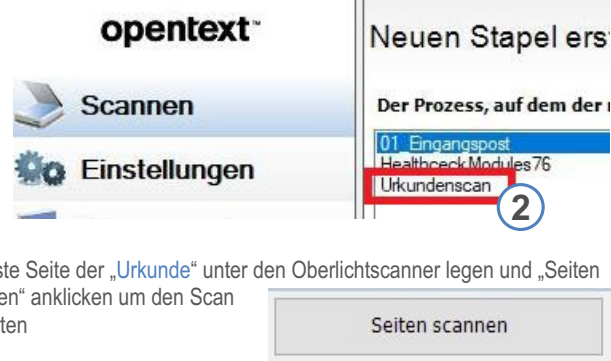 opentext™
Neuen Stapel erst
Scannen
Der Prozess, auf dem der
01_Eingangspost
Einstellungen
HealthceckModules76
Urkundenscan
2
ste Seite der „Urkunde“ unter den Oberlichtscanner legen und „Seiten
en“ anklicken um den Scan
ten
Seiten scannen